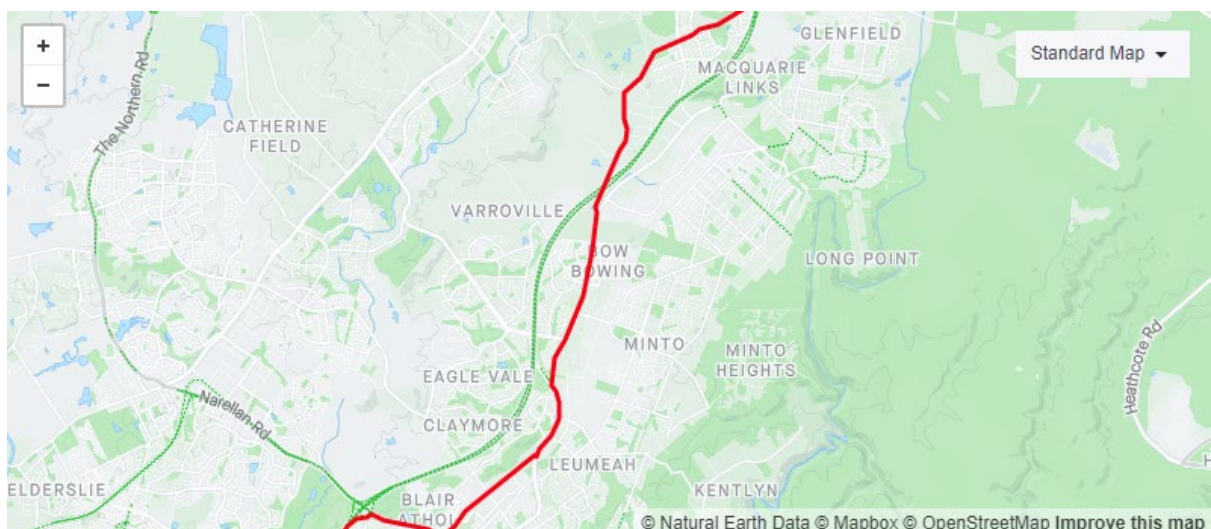 +
−
GLENFIELD
Standard Map
MACQUARIE
LINKS
The Northern Rd
CATHERINE
FIELD
VARROVILLE
BOW
BOWING
LONG POINT
MINTO
MINTO
HEIGHTS
Heathcote Rd
EAGLE VALE
Narellan Rd
CLAYMORE
LEUMEAH
ELDERSLIE
BLAIR
ATHOL
KENTLYN
H
© Natural Earth Data © Mapbox © OpenStreetMap Improve this map